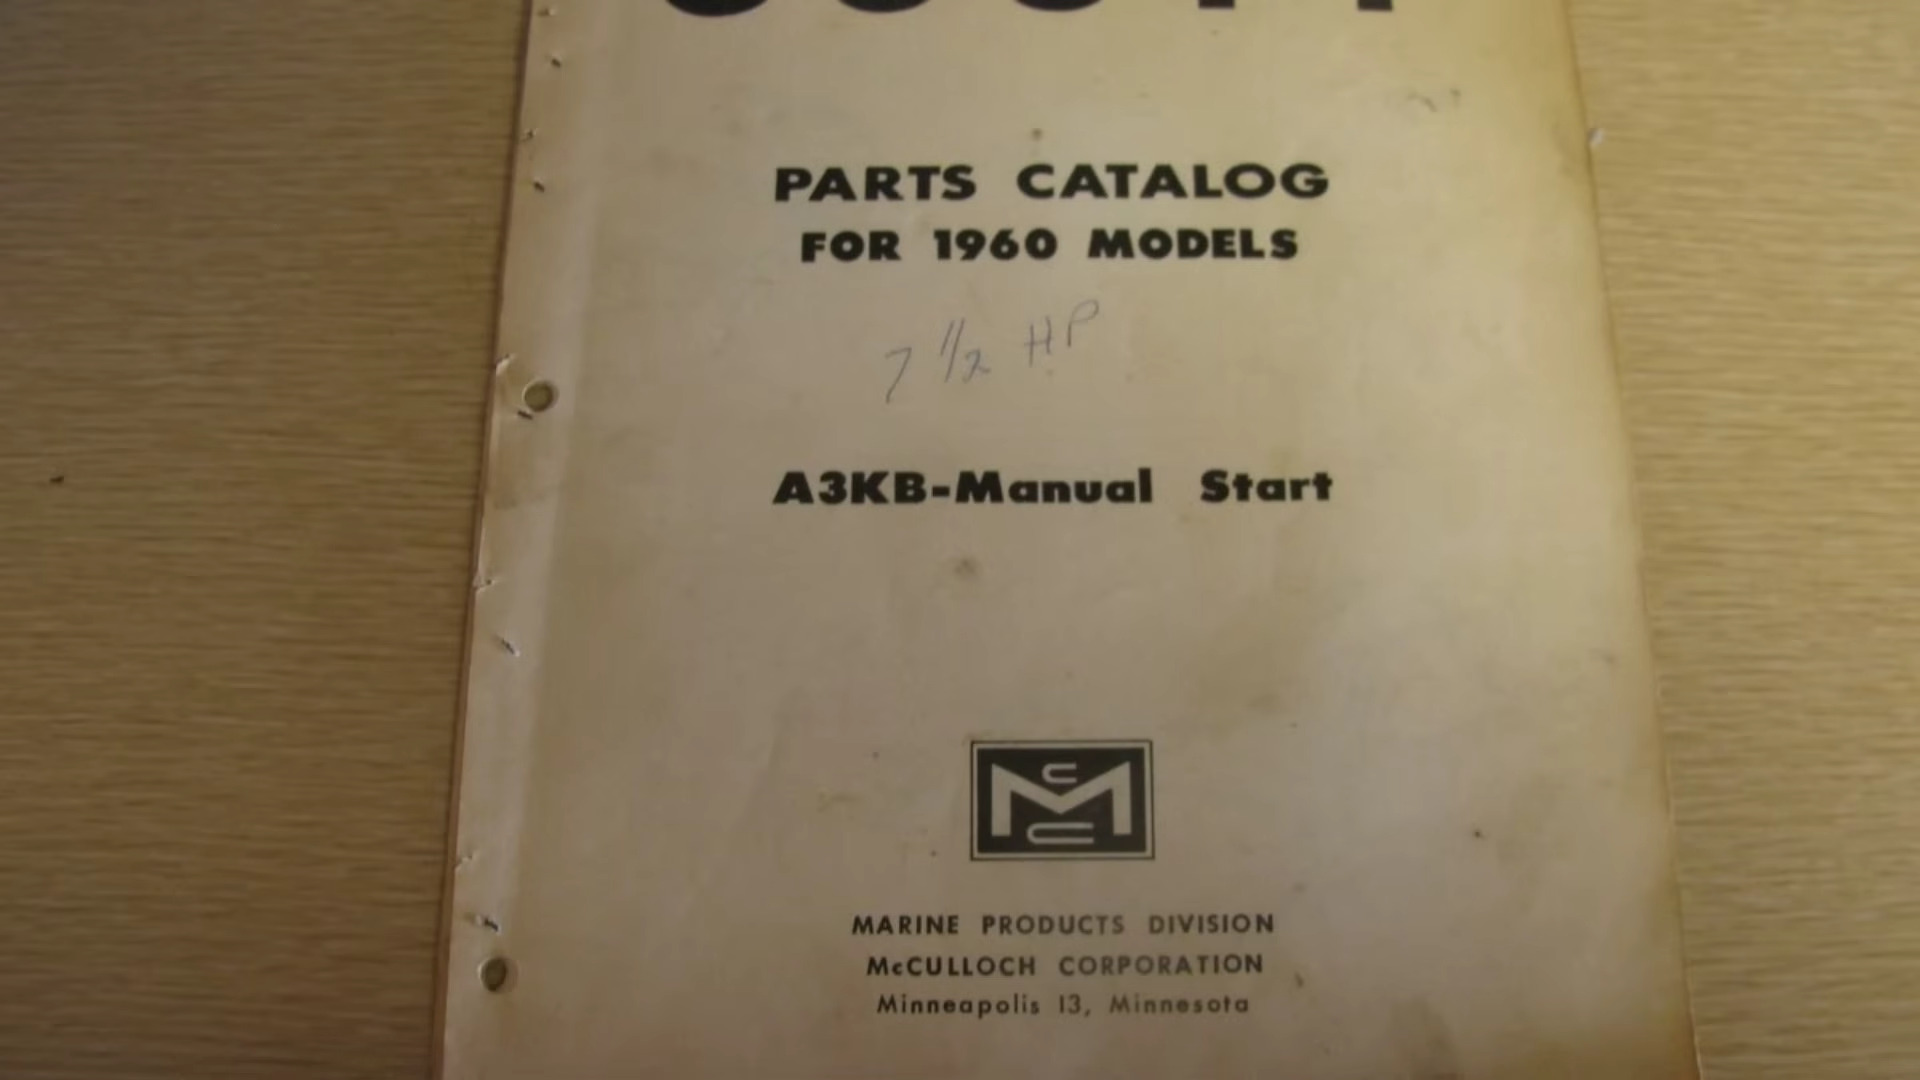 PARTS CATALOG
FOR 1960 MODELS
7 1/2 HP
A3KB-Manual Start
McC
MARINE PRODUCTS DIVISION
McCULLOCH CORPORATION
Minneapolis 13, Minnesota